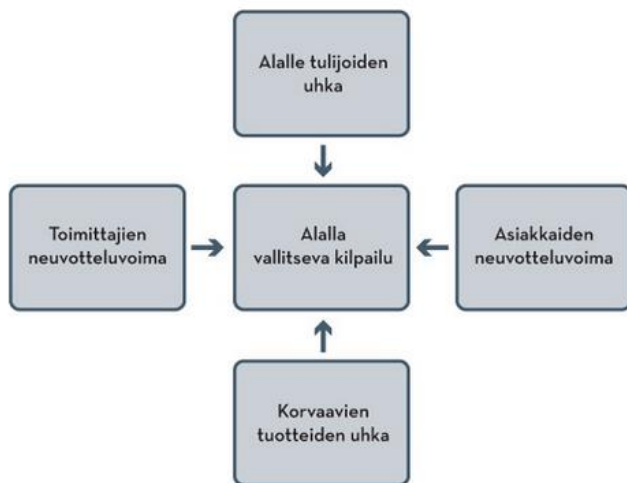 Alalle tulijoiden
uhka
Toimittajien
neuvotteluvoima
Alalla
vallitseva kilpailu
Asiakkaiden
neuvotteluvoima
Korvaavien
tuotteiden uhka